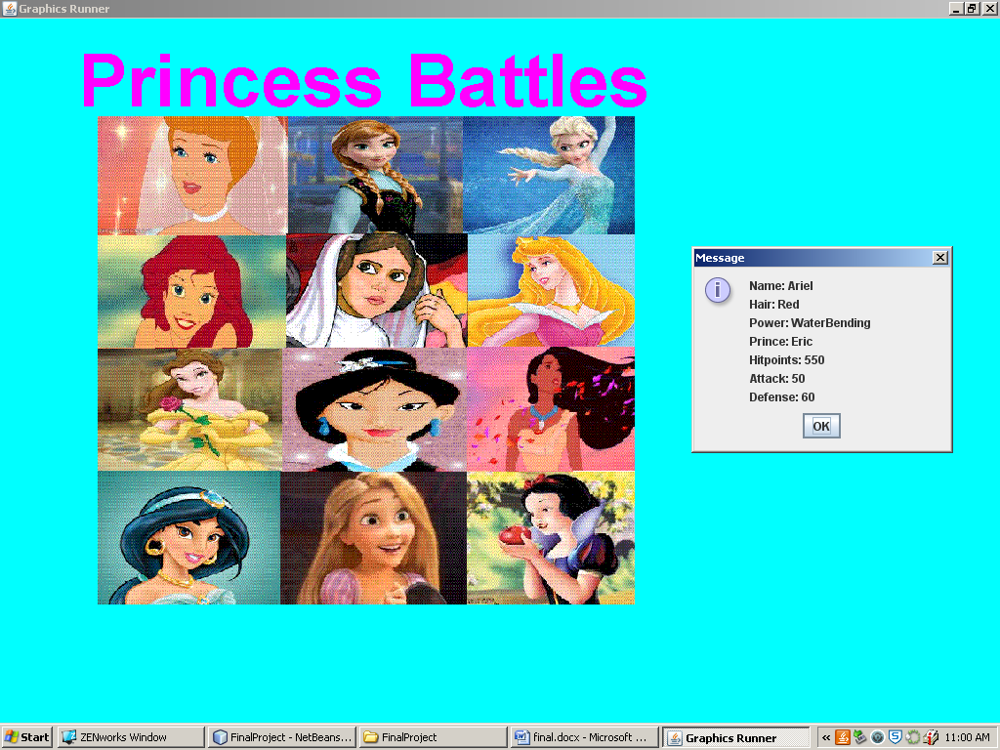 Graphics Runner
Princess Battles
Message
Name: Ariel
Hair: Red
Power: WaterBending
Prince: Eric
Hitpoints: 550
Attack: 50
Defense: 60
OK
Start
ZENworks Window
FinalProject - NetBeans...
FinalProject
final.docx - Microsoft ...
Graphics Runner
« 11:00 AM